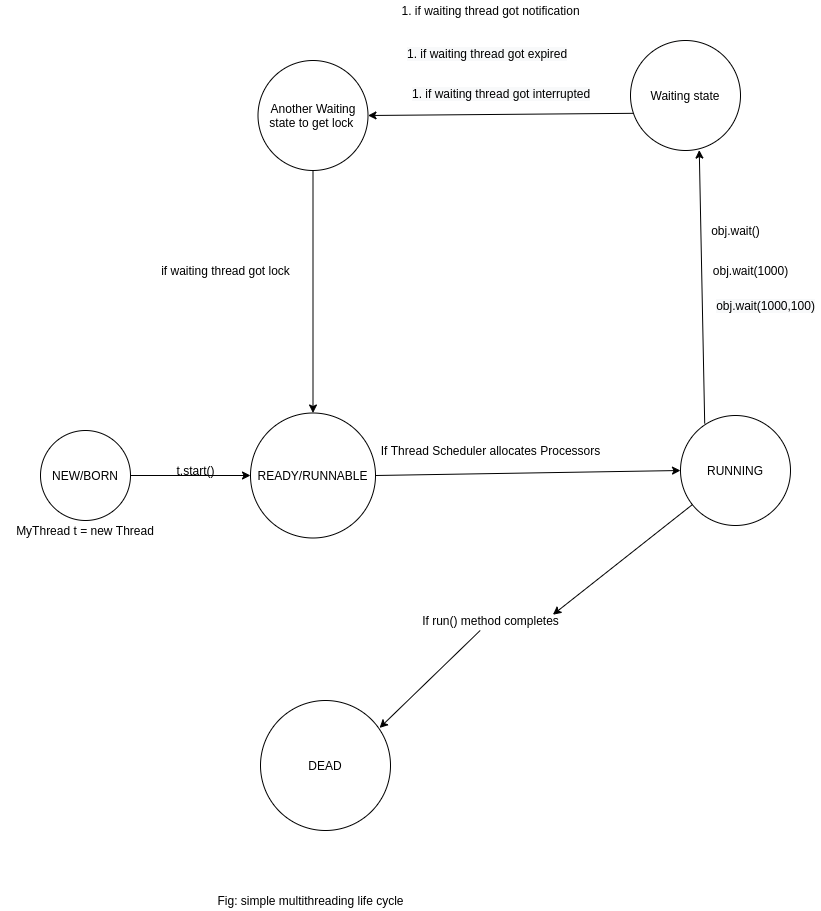 1. if waiting thread got notification
1. if waiting thread got expired
1. if waiting thread got interrupted
Another Waiting
state to get lock
Waiting state
obj.wait()
obj.wait(1000)
obj.wait(1000,100)
if waiting thread got lock
NEW/BORN
t.start()
READY/RUNNABLE
If Thread Scheduler allocates Processors
RUNNING
MyThread t = new Thread
If run() method completes
DEAD
Fig: simple multithreading life cycle